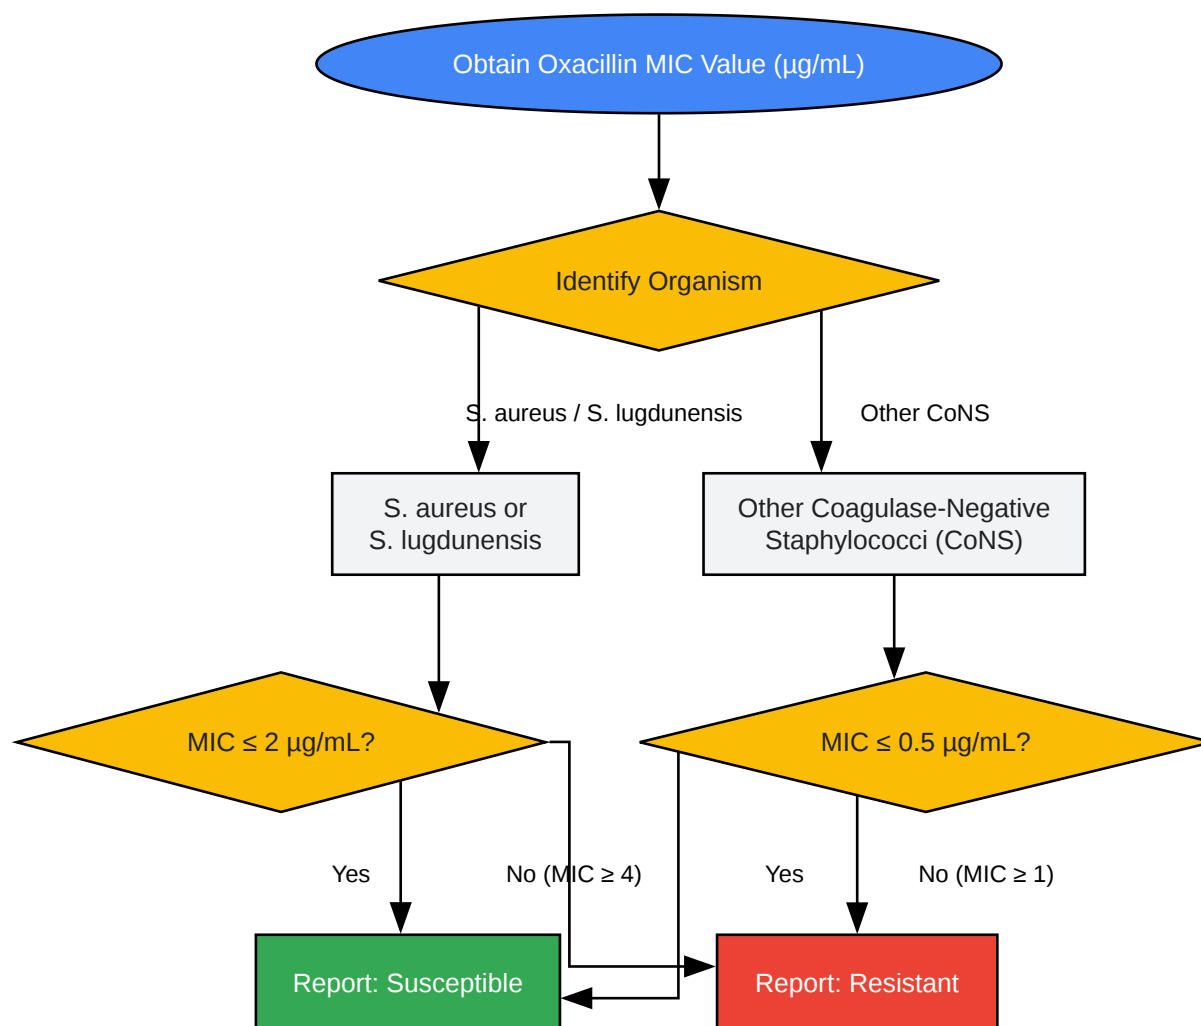 Obtain Oxacillin MIC Value (µg/mL)
Identify Organism
S. aureus / S. lugdunensis
Other CoNS
S. aureus or
S. lugdunensis
Other Coagulase-Negative
Staphylococci (CoNS)
MIC ≤ 2 µg/mL?
MIC ≤ 0.5 µg/mL?
Yes
No (MIC ≥ 4)
Yes
No (MIC ≥ 1)
Report: Susceptible
Report: Resistant